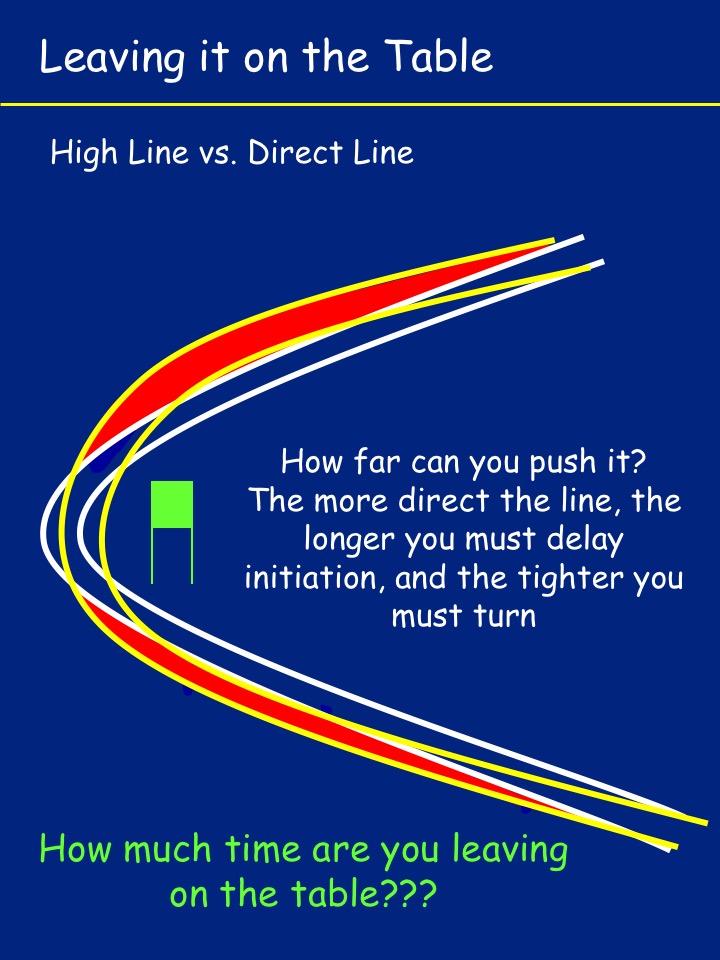 Leaving it on the Table
High Line vs. Direct Line
How far can you push it?
The more direct the line, the
longer you must delay
initiation, and the tighter you
must turn
How much time are you leaving
on the table???